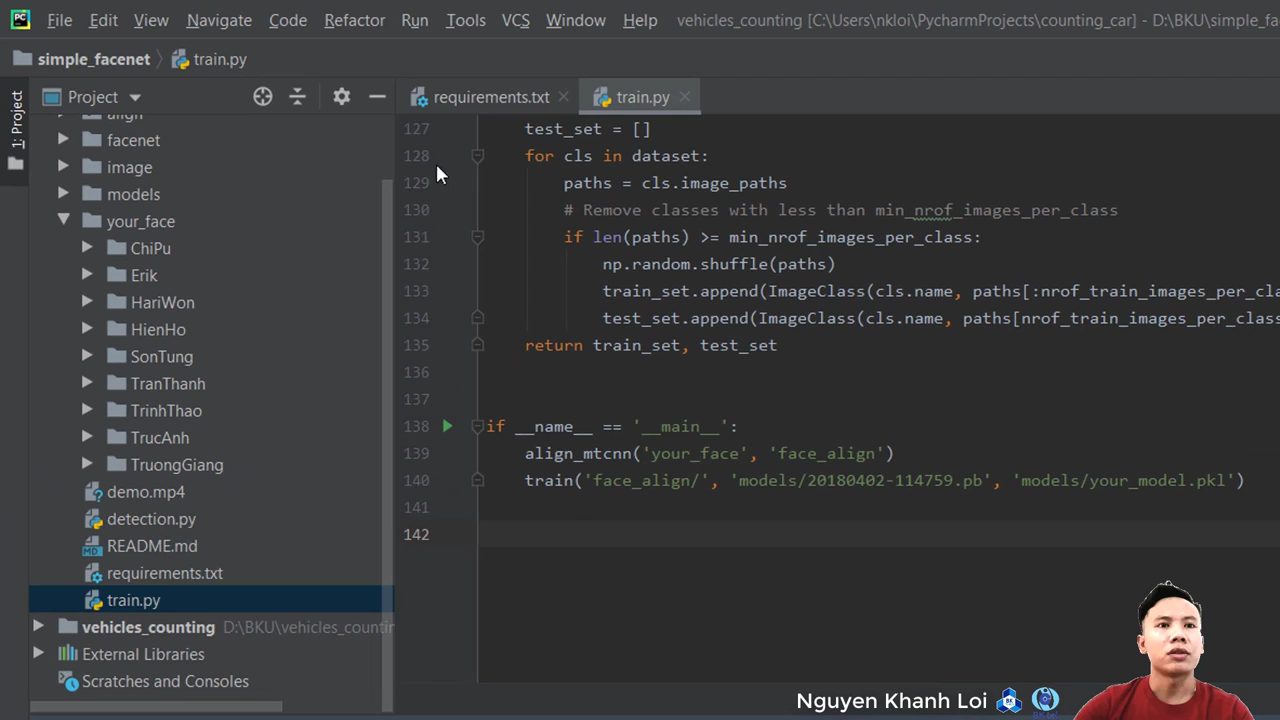 PC File Edit View Navigate Code Refactor Run Tools VCS Window Help vehicles_counting [C:\Users\nkloi\PycharmProjects\counting_car] - D:\BKU\simple_f
simple_facenet train.py
1: Project
Project
requirements.txt train.py
align
facenet
image
models
your_face
ChiPu
Erik
HariWon
HienHo
SonTung
TranThanh
TrinhThao
TrucAnh
TruongGiang
demo.mp4
detection.py
MD README.md
requirements.txt
train.py
vehicles_counting D:\BKU\vehicles_countin
External Libraries
Scratches and Consoles
127 test_set = []
128 for cls in dataset:
129 paths = cls.image_paths
130 # Remove classes with less than min_nrof_images_per_class
131 if len(paths) >= min_nrof_images_per_class:
132 np.random.shuffle(paths)
133 train_set.append(ImageClass(cls.name, paths[:nrof_train_images_per_cla
134 test_set.append(ImageClass(cls.name, paths[nrof_train_images_per_class
135 return train_set, test_set
136
137
138 if __name__ == '__main__':
139 align_mtcnn('your_face', 'face_align')
140 train('face_align/', 'models/20180402-114759.pb', 'models/your_model.pkl')
141
142
Nguyen Khanh Loi